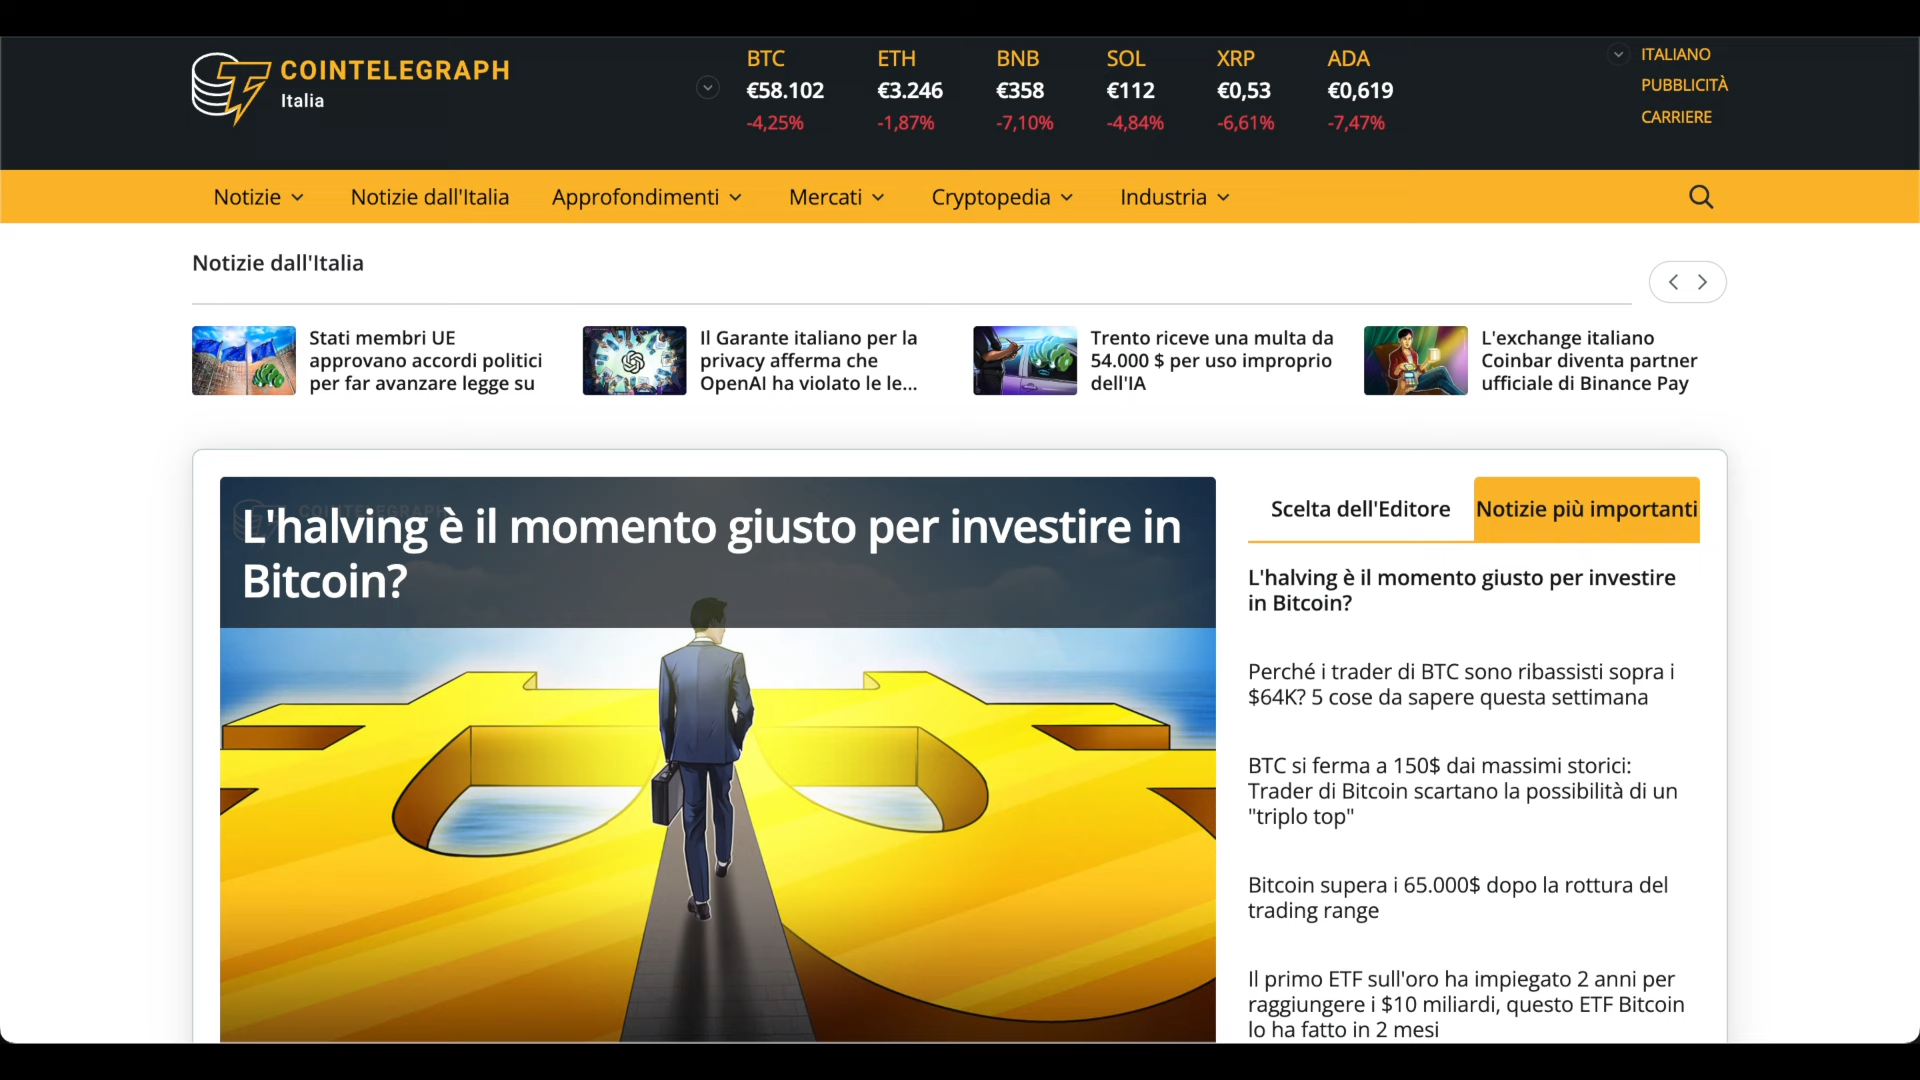 COINTELEGRAPH
Italia
BTC
€58.102
-4,25%
ETH
€3.246
-1,87%
BNB
€358
-7,10%
SOL
€112
-4,84%
XRP
€0,53
-6,61%
ADA
€0,619
-7,47%
ITALIANO
PUBBLICITÀ
CARRIERE
Notizie
Notizie dall'Italia
Approfondimenti
Mercati
Cryptopedia
Industria
Notizie dall'Italia
Stati membri UE
approvano accordi politici
per far avanzare legge su
Il Garante italiano per la
privacy afferma che
OpenAI ha violato le le...
Trento riceve una multa da
54.000 $ per uso improprio
dell'IA
L'exchange italiano
Coinbar diventa partner
ufficiale di Binance Pay
COINTELEGRAPH
L'halving è il momento giusto per investire in
Bitcoin?
Scelta dell'Editore
Notizie più importanti
L'halving è il momento giusto per investire
in Bitcoin?
Perché i trader di BTC sono ribassisti sopra i
$64K? 5 cose da sapere questa settimana
BTC si ferma a 150$ dai massimi storici:
Trader di Bitcoin scartano la possibilità di un
"triplo top"
Bitcoin supera i 65.000$ dopo la rottura del
trading range
Il primo ETF sull'oro ha impiegato 2 anni per
raggiungere i $10 miliardi, questo ETF Bitcoin
lo ha fatto in 2 mesi